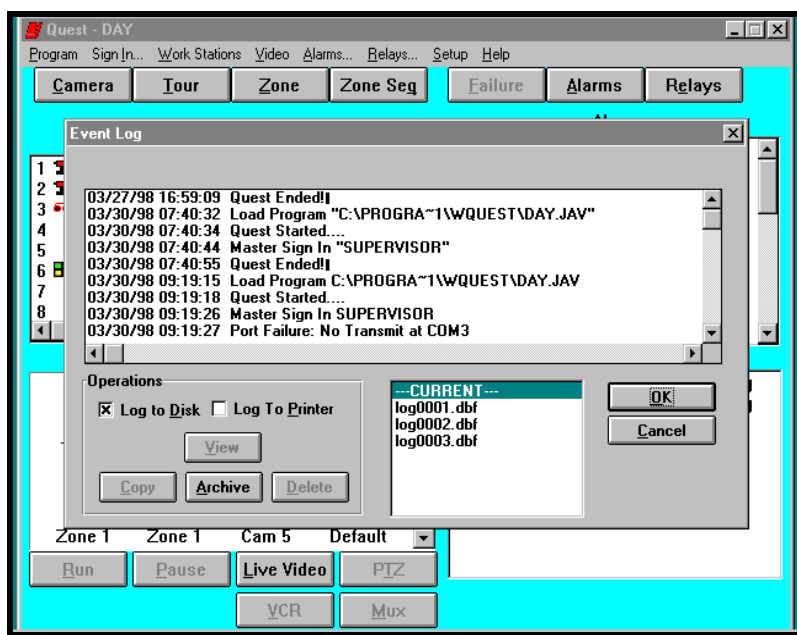 Quest - DAY
Program Sign In... Work Stations Video Alarms... Relays... Setup Help
Camera Tour Zone Zone Seq Failure Alarms Relays
Event Log
1
2
3
4
5
6
7
8
03/27/98 16:59:09 Quest Ended!
03/30/98 07:40:32 Load Program "C:\PROGRA~1\WQUEST\DAY.JAV"
03/30/98 07:40:34 Quest Started....
03/30/98 07:40:44 Master Sign In "SUPERVISOR"
03/30/98 07:40:55 Quest Ended!
03/30/98 09:19:15 Load Program C:\PROGRA~1\WQUEST\DAY.JAV
03/30/98 09:19:18 Quest Started....
03/30/98 09:19:26 Master Sign In SUPERVISOR
03/30/98 09:19:27 Port Failure: No Transmit at COM3
Operations
Log to Disk Log To Printer
View
Copy Archive Delete
---CURRENT---
log0001.dbf
log0002.dbf
log0003.dbf
OK
Cancel
Zone 1 Zone 1 Cam 5 Default
Run Pause Live Video PTZ
VCR Mux